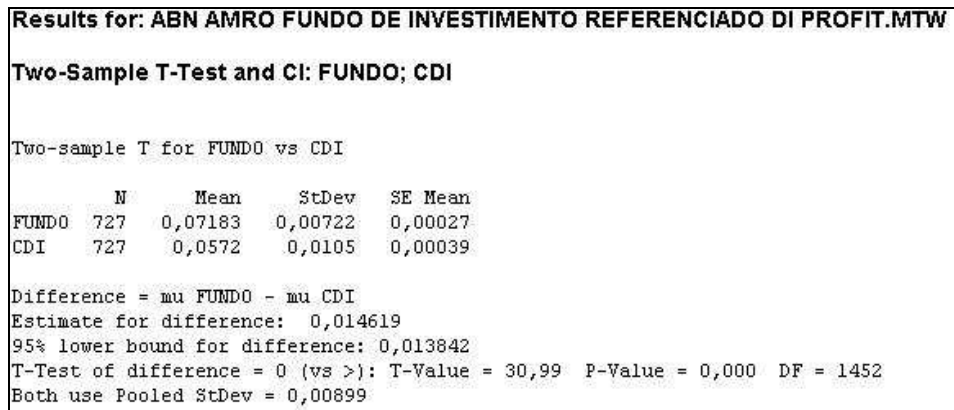 Results for: ABN AMRO FUNDO DE INVESTIMENTO REFERENCIADO DI PROFIT.MTW
Two-Sample T-Test and CI: FUNDO; CDI
Two-sample T for FUNDO vs CDI
N Mean StDev SE Mean
FUNDO 727 0,07183 0,00722 0,00027
CDI 727 0,0572 0,0105 0,00039
Difference = mu FUNDO - mu CDI
Estimate for difference: 0,014619
95% lower bound for difference: 0,013842
T-Test of difference = 0 (vs >): T-Value = 30,99 P-Value = 0,000 DF = 1452
Both use Pooled StDev = 0,00899